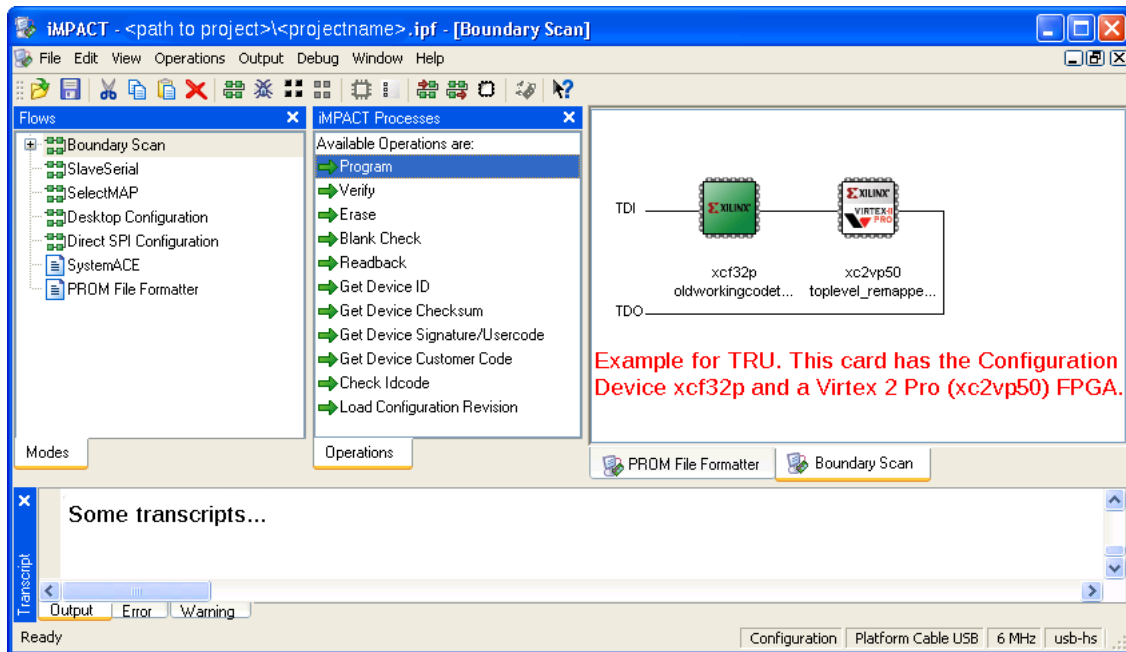 iMPACT - <path to project>\<projectname>.ipf - [Boundary Scan]
File Edit View Operations Output Debug Window Help
Flows
Boundary Scan
SlaveSerial
SelectMAP
Desktop Configuration
Direct SPI Configuration
SystemACE
PROM File Formatter
Modes
iMPACT Processes
Available Operations are:
Program
Verify
Erase
Blank Check
Readback
Get Device ID
Get Device Checksum
Get Device Signature/Usercode
Get Device Customer Code
Check Idcode
Load Configuration Revision
Operations
TDI
XILINX
XILINX
VIRTEX-II
PRO
xcf32p
oldworkingcodet...
xc2vp50
toplevel_remappe...
TDO
Example for TRU. This card has the Configuration
Device xcf32p and a Virtex 2 Pro (xc2vp50) FPGA.
PROM File Formatter
Boundary Scan
Transcript
Some transcripts...
Output Error Warning
Ready
Configuration Platform Cable USB 6 MHz usb-hs